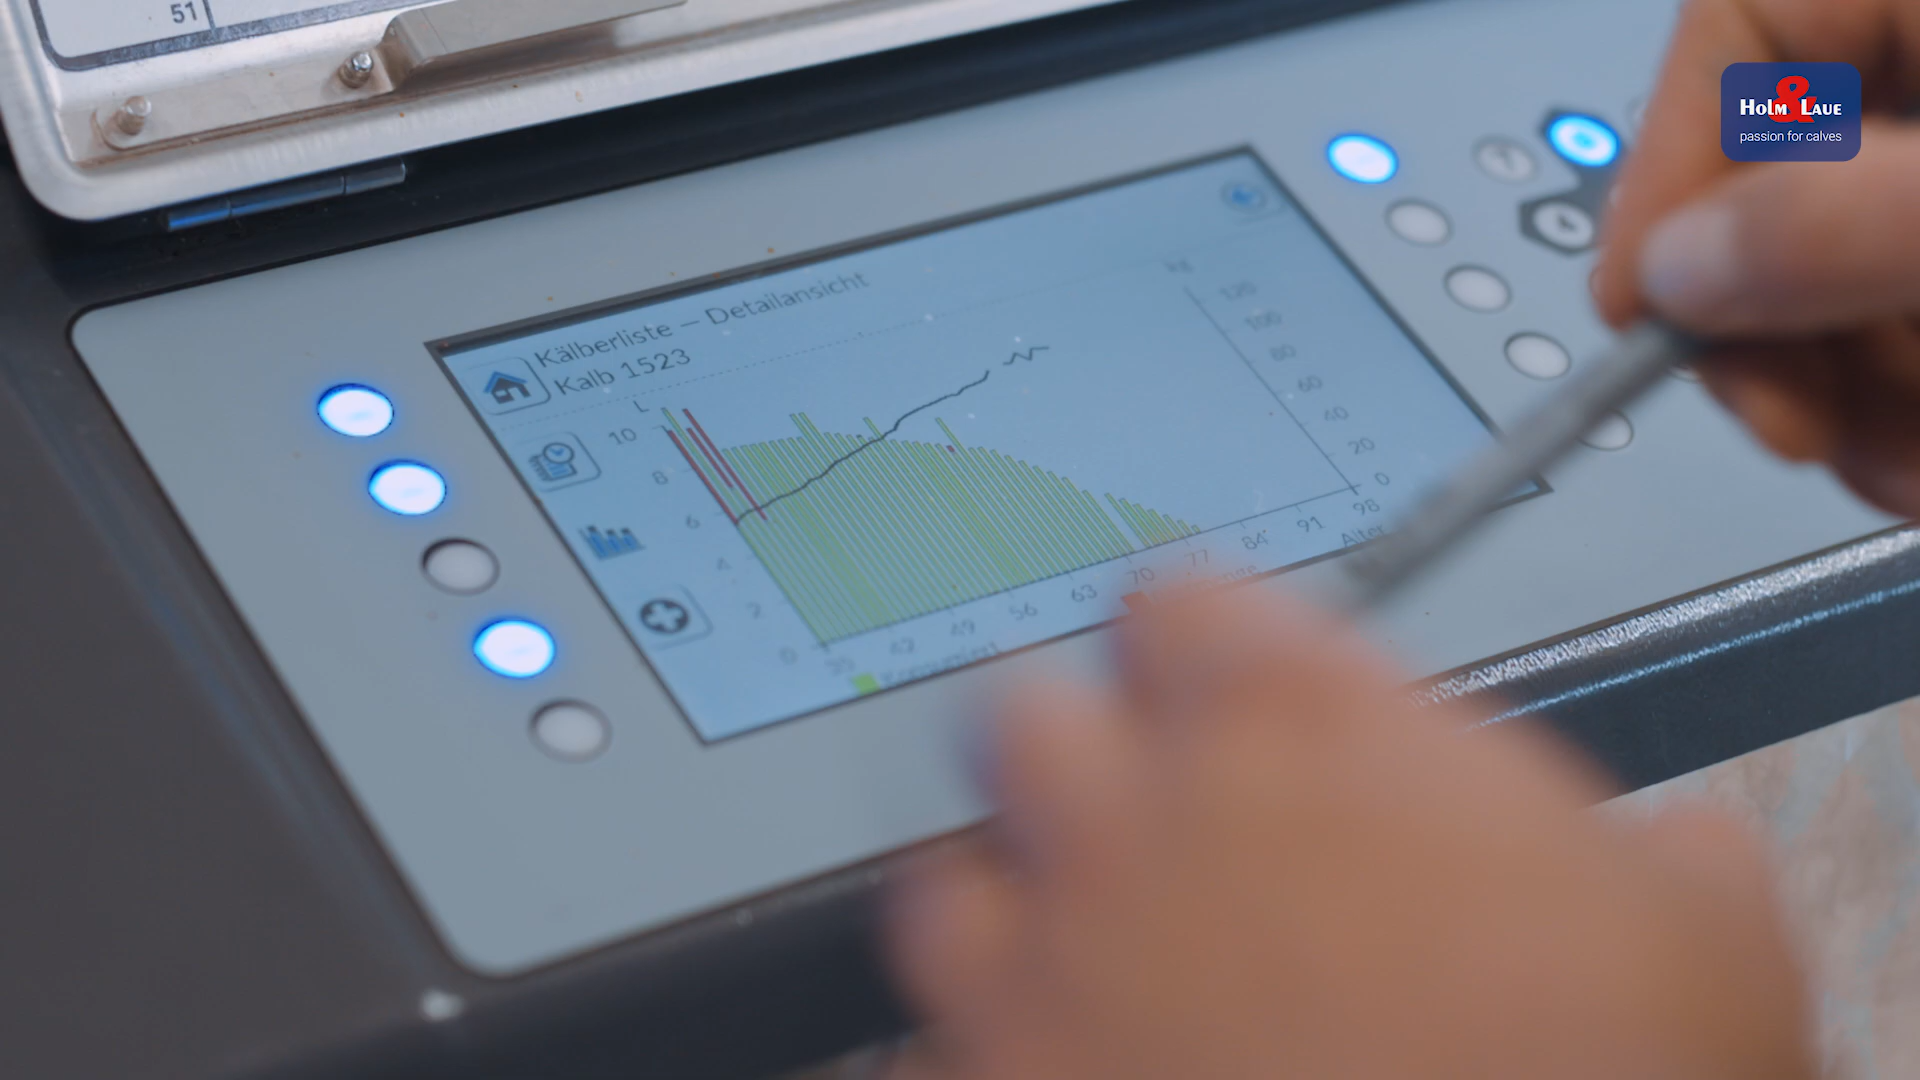 51
Holm & Laue
passion for calves
Kälberliste – Detailansicht
Kalb 1523
L
kg
10
8
6
4
2
0
120
100
80
60
40
20
0
35 42 49 56 63 70 77 84 91 98
Alter
Konsumiert